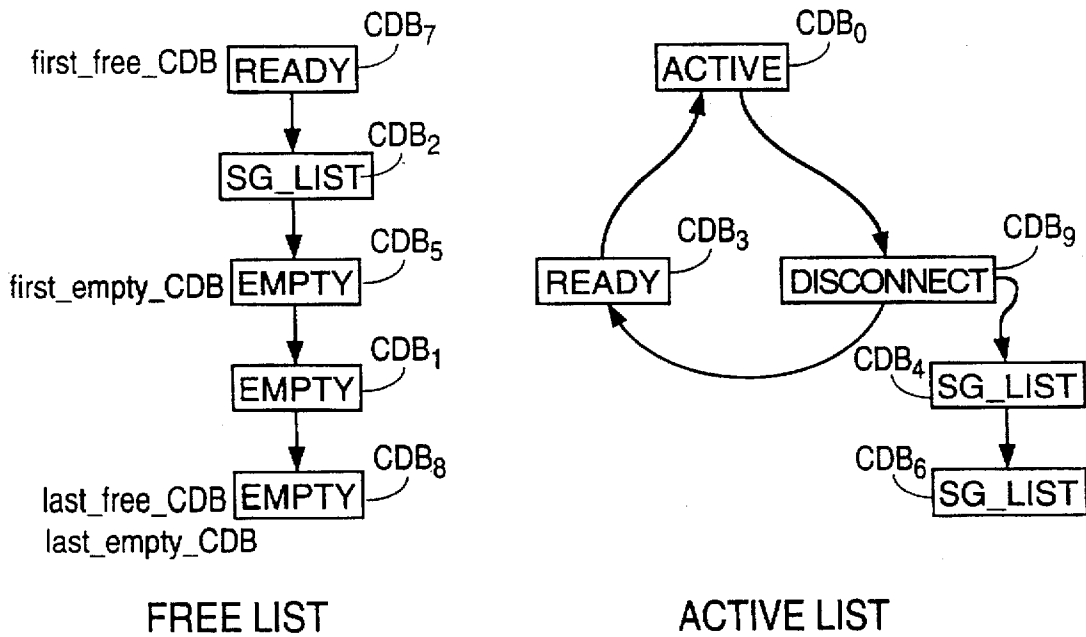 CDB7
first_free_CDB READY
CDB2
SG_LIST
CDB5
first_empty_CDB EMPTY
CDB1
EMPTY
CDB8
last_free_CDB EMPTY
last_empty_CDB
FREE LIST
CDB0
ACTIVE
CDB3
READY
CDB9
DISCONNECT
CDB4
SG_LIST
CDB6
SG_LIST
ACTIVE LIST